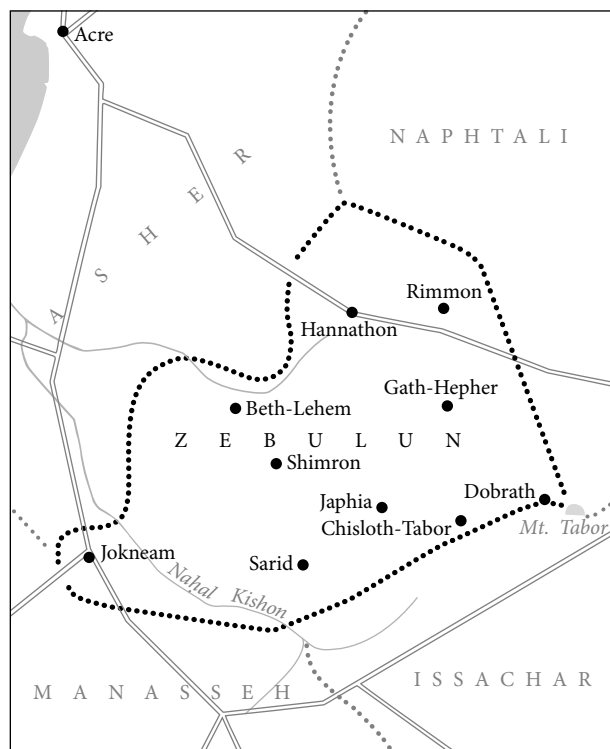 Acre
NAPHTALI
ASHER
Rimmon
Hannathon
Gath-Hepher
Beth-Lehem
ZEBULUN
Shimron
Dobrath
Japhia
Chisloth-Tabor
Mt. Tabor
Jokneam
Sarid
Nahal Kishon
ISSACHAR
MANASSEH